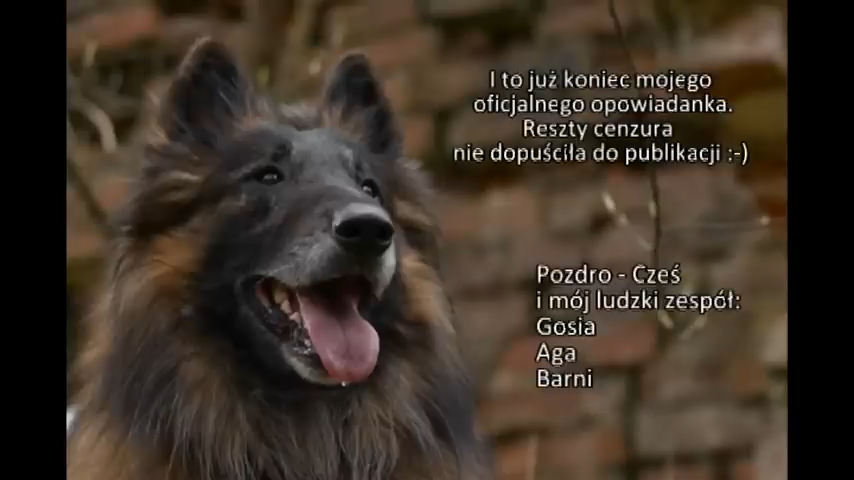 I to już koniec mojego
oficjalnego opowiadanka.
Reszty cenzura
nie dopuściła do publikacji :-)
Pozdro - Cześ
i mój ludzki zespół:
Gosia
Aga
Barni